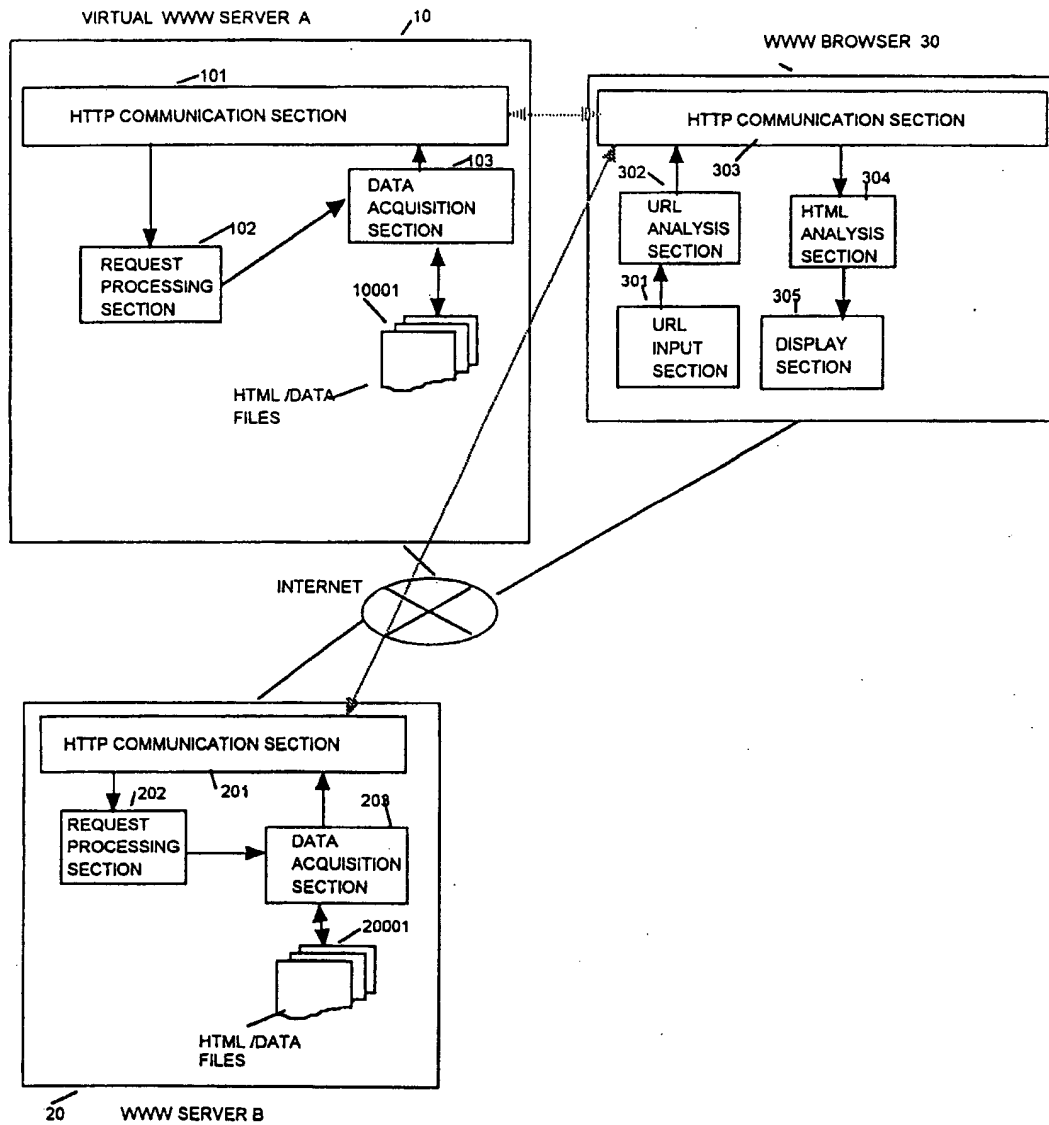 VIRTUAL WWW SERVER A
10
101
HTTP COMMUNICATION SECTION
103
DATA
ACQUISITION
SECTION
102
REQUEST
PROCESSING
SECTION
10001
HTML /DATA
FILES
WWW BROWSER 30
HTTP COMMUNICATION SECTION
303
302
URL
ANALYSIS
SECTION
304
HTML
ANALYSIS
SECTION
301
URL
INPUT
SECTION
305
DISPLAY
SECTION
INTERNET
HTTP COMMUNICATION SECTION
201
202
REQUEST
PROCESSING
SECTION
203
DATA
ACQUISITION
SECTION
20001
HTML /DATA
FILES
20
WWW SERVER B